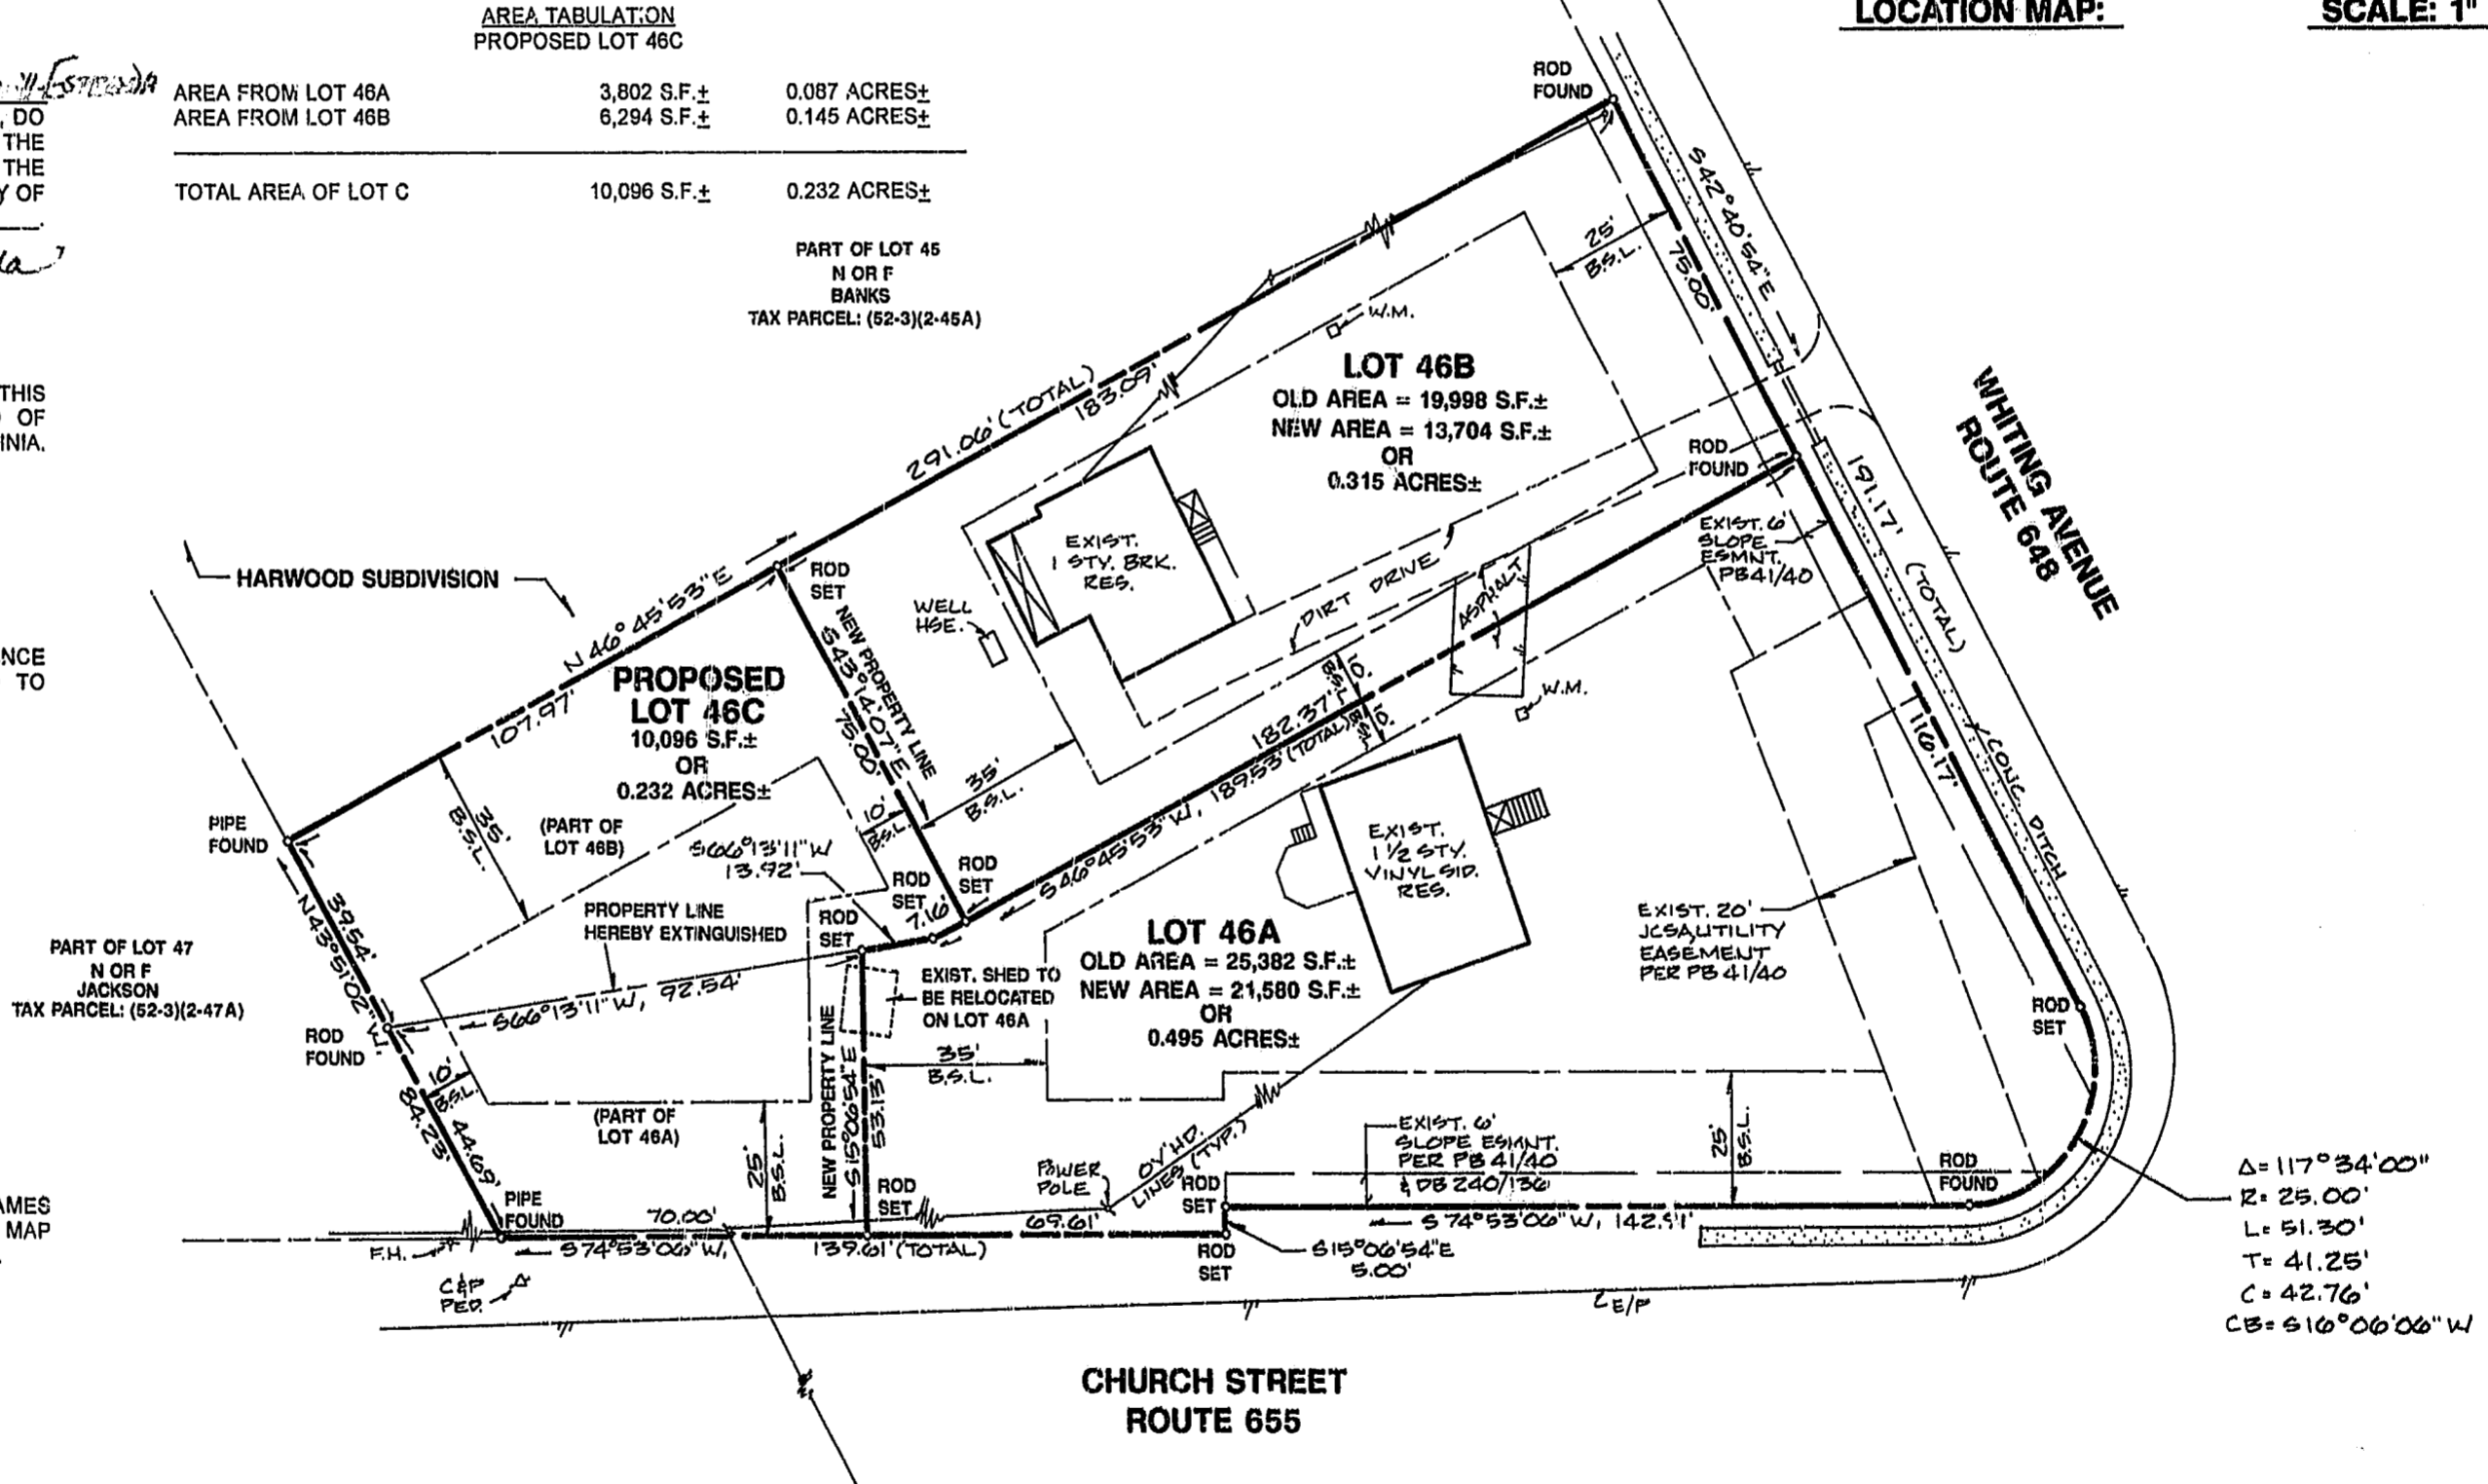 AREA TABULATION
PROPOSED LOT 46C
AREA FROM LOT 46A 3,802 S.F.± 0.087 ACRES±
AREA FROM LOT 46B 6,294 S.F.± 0.145 ACRES±
TOTAL AREA OF LOT C 10,096 S.F.± 0.232 ACRES±
DO
THE
THE
Y OF
THIS
OF
INIA.
NCE
TO
AMES
MAP
LOCATION MAP:
SCALE: 1"
PART OF LOT 45
N OR F
BANKS
TAX PARCEL: (52-3)(2-45A)
ROD
FOUND
S42°40'54"E
75.00'
25'
B.S.L.
W.M.
LOT 46B
OLD AREA = 19,998 S.F.±
NEW AREA = 13,704 S.F.±
OR
0.315 ACRES±
291.06' (TOTAL)
183.09'
ROD
FOUND
WHITING AVENUE
ROUTE 648
191.17' (TOTAL)
EXIST. 6'
SLOPE
ESMNT.
PB41/40
EXIST.
1 STY. BRK.
RES.
WELL
HSE.
DIRT DRIVE
ASPHALT
W.M.
HARWOOD SUBDIVISION
N46°45'53"E
107.97'
ROD
SET
NEW PROPERTY LINE
S43°14'07"E
75.00'
PROPOSED
LOT 46C
10,096 S.F.±
OR
0.232 ACRES±
10'
B.S.L.
10'
B.S.L.
182.37'
S46°45'53"W, 189.53' (TOTAL)
35'
B.S.L.
116.17'
CONC. DITCH
PIPE
FOUND
35'
B.S.L.
(PART OF
LOT 46B)
10'
B.S.L.
S66°13'11"W
13.92'
ROD
SET
ROD
SET
7.16'
ROD
SET
EXIST.
1 1/2 STY.
VINYL SID.
RES.
PROPERTY LINE
HEREBY EXTINGUISHED
S66°13'11"W, 92.54'
39.54'
N43°51'02"W.
84.23'
44.69'
PART OF LOT 47
N OR F
JACKSON
TAX PARCEL: (52-3)(2-47A)
ROD
FOUND
10'
B.S.L.
EXIST. SHED TO
BE RELOCATED
ON LOT 46A
LOT 46A
OLD AREA = 25,382 S.F.±
NEW AREA = 21,580 S.F.±
OR
0.495 ACRES±
EXIST. 20'
JCSA UTILITY
EASEMENT
PER PB 41/40
ROD
SET
NEW PROPERTY LINE
S15°06'54"E
53.13'
35'
B.S.L.
(PART OF
LOT 46A)
25'
B.S.L.
OV'HD.
LINES (TYP.)
POWER
POLE
EXIST. 6'
SLOPE ESMNT.
PER PB 41/40
& DB 240/136
25'
B.S.L.
ROD
FOUND
PIPE
FOUND
ROD
SET
ROD
SET
70.00'
69.61'
S74°53'06"W, 139.61' (TOTAL)
S74°53'06"W, 142.91'
S15°06'54"E
5.00'
ROD
SET
F.H.
C&P
PED.
E/P
Δ=117°34'00"
R=25.00'
L=51.30'
T=41.25'
C=42.76'
CB=S16°06'06"W
CHURCH STREET
ROUTE 655